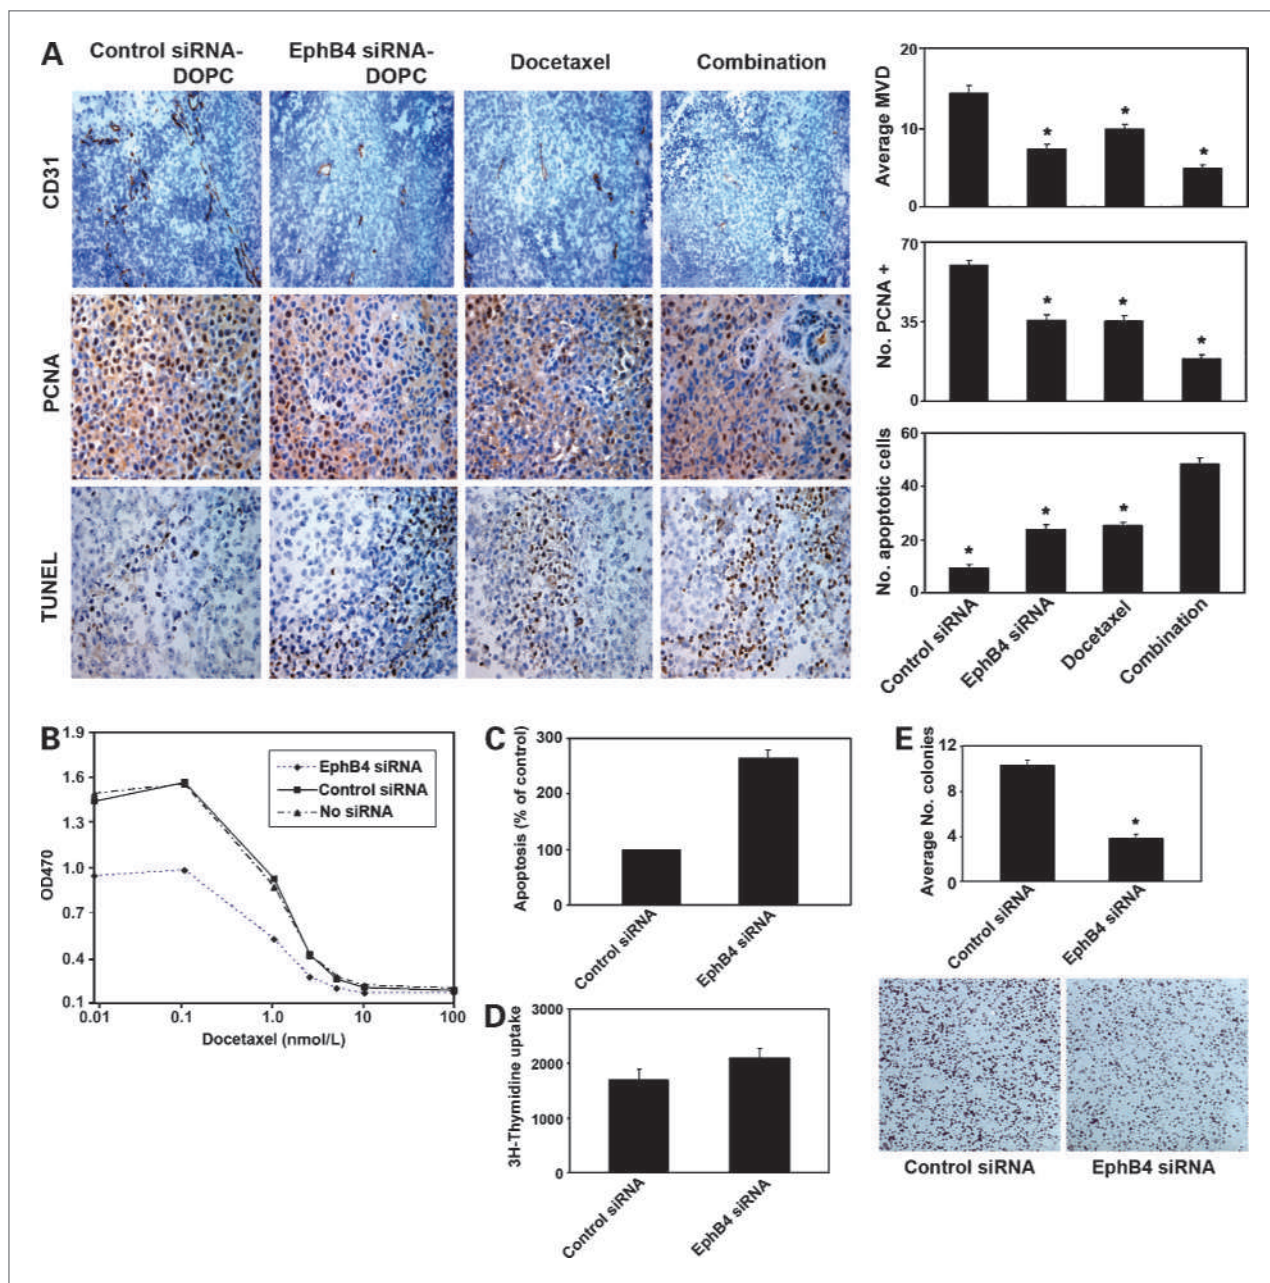 A
Control siRNA-
DOPC
EphB4 siRNA-
DOPC
Docetaxel
Combination
CD31
PCNA
TUNEL
20
10
0
Average MVD
*
*
*
70
35
0
No. PCNA +
*
*
*
60
40
20
0
No. apoptotic cells
*
*
*
Control siRNA
EphB4 siRNA
Docetaxel
Combination
B
1.9
1.6
1.3
1.0
0.7
0.4
0.1
OD470
EphB4 siRNA
Control siRNA
No siRNA
0.01
0.1
1.0
10
100
Docetaxel (nmol/L)
C
300
200
100
0
Apoptosis (% of control)
Control siRNA
EphB4 siRNA
D
3000
2000
1000
0
3H-Thymidine uptake
Control siRNA
EphB4 siRNA
E
12
8
4
0
Average No. colonies
*
Control siRNA
EphB4 siRNA
Control siRNA
EphB4 siRNA